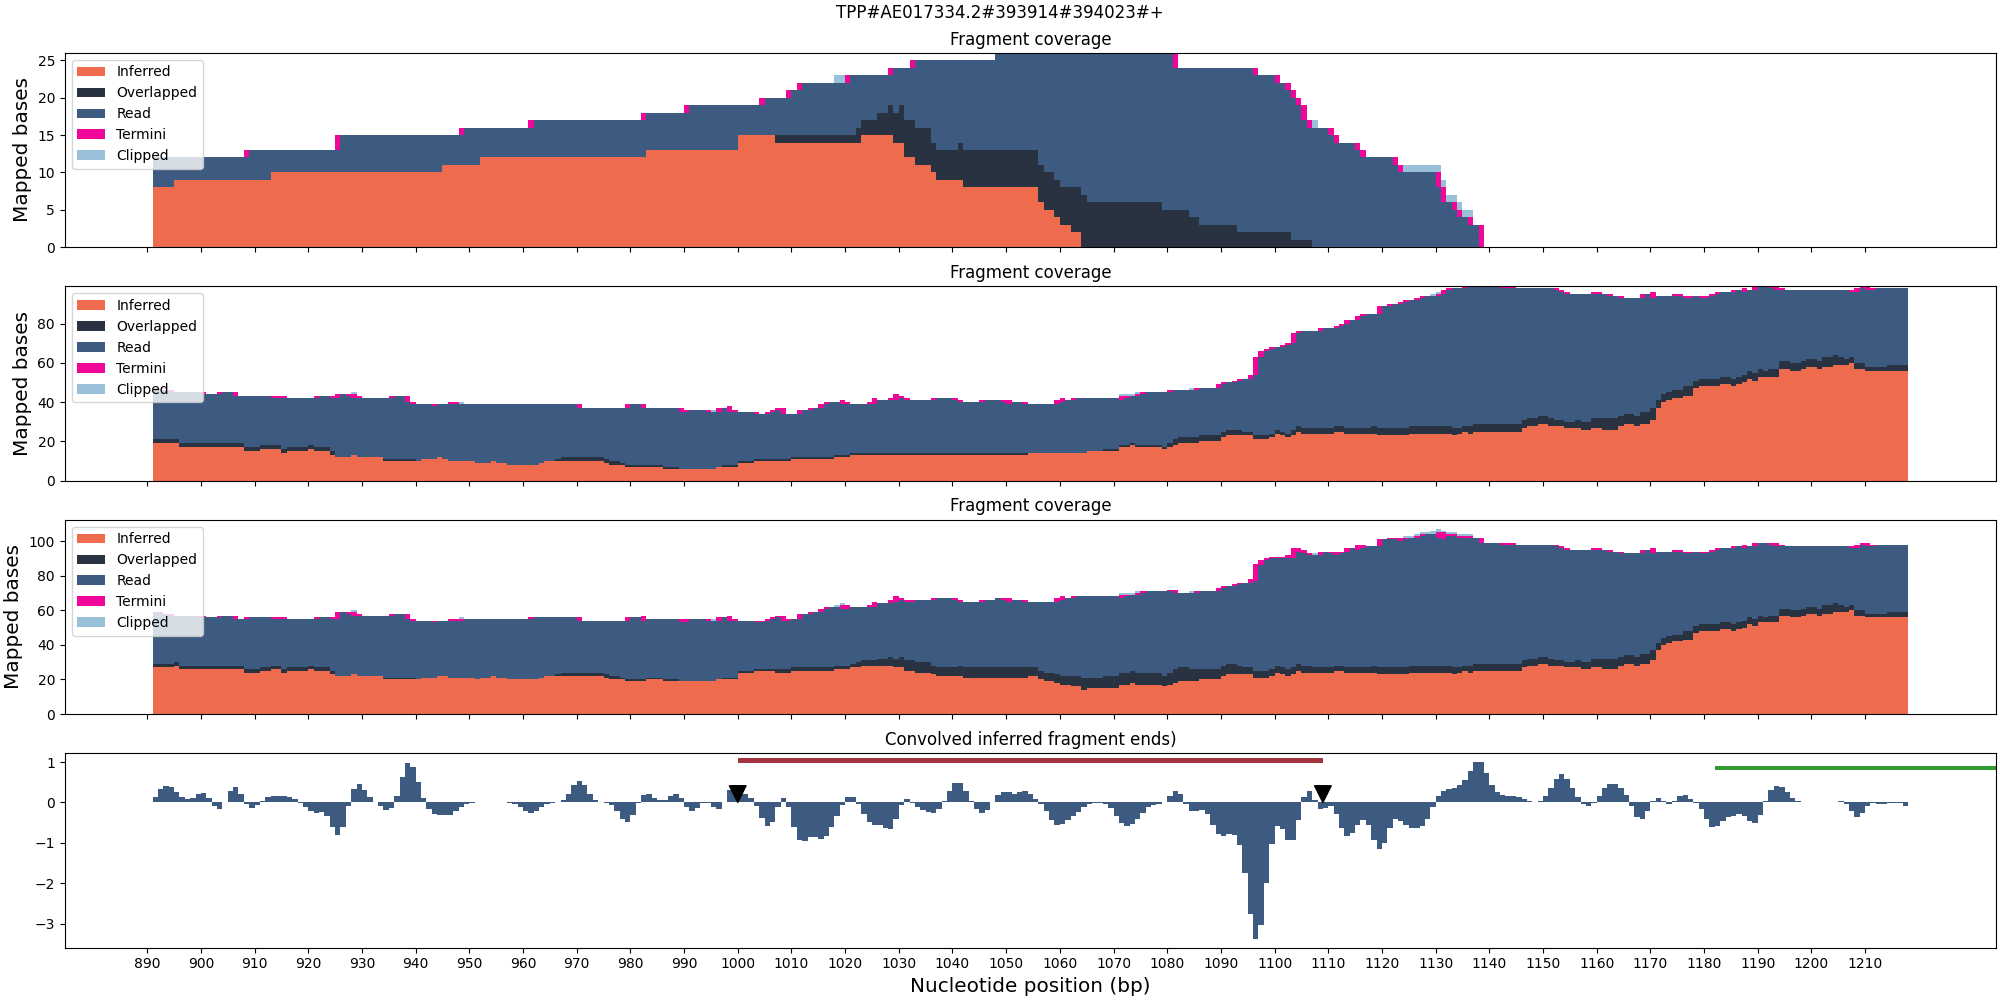 TPP#AE017334.2#393914#394023#+
Fragment coverage
Mapped bases
25
20
15
10
5
0
Inferred
Overlapped
Read
Termini
Clipped
Fragment coverage
Mapped bases
80
60
40
20
0
Inferred
Overlapped
Read
Termini
Clipped
Fragment coverage
Mapped bases
100
80
60
40
20
0
Inferred
Overlapped
Read
Termini
Clipped
Convolved inferred fragment ends)
1
0
−1
−2
−3
890 900 910 920 930 940 950 960 970 980 990 1000 1010 1020 1030 1040 1050 1060 1070 1080 1090 1100 1110 1120 1130 1140 1150 1160 1170 1180 1190 1200 1210
Nucleotide position (bp)